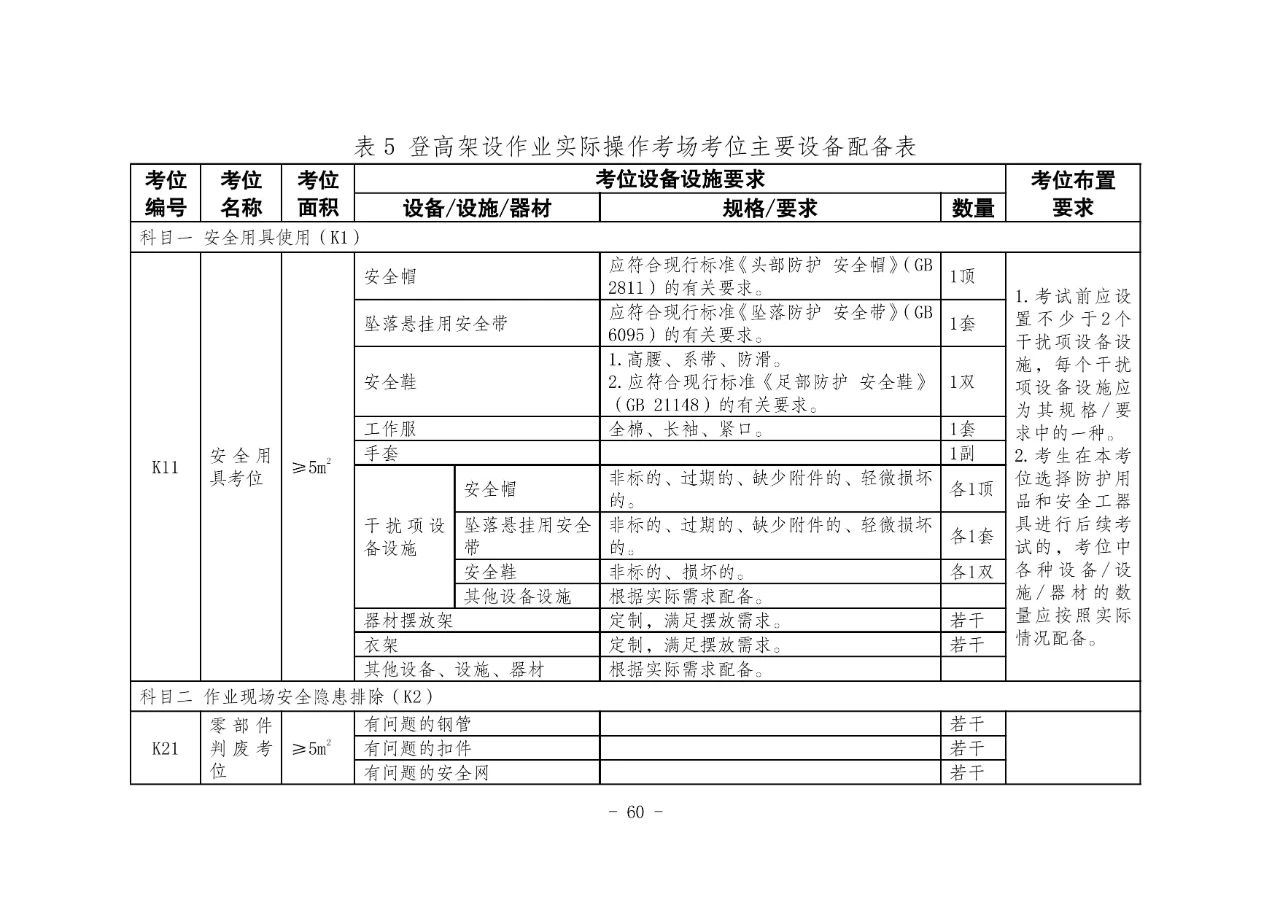 表 5 登高架设作业实际操作考场考位主要设备配备表
考位编号 考位名称 考位面积 考位设备设施要求 考位布置要求
设备/设施/器材 规格/要求 数量
科目一 安全用具使用（K1）
K11 安全用具考位 ≥5m²
安全帽 应符合现行标准《头部防护 安全帽》（GB 2811）的有关要求。 1顶
坠落悬挂用安全带 应符合现行标准《坠落防护 安全带》（GB 6095）的有关要求。 1套
安全鞋 1.高腰、系带、防滑。
2.应符合现行标准《足部防护 安全鞋》（GB 21148）的有关要求。 1双
工作服 全棉、长袖、紧口。 1套
手套 1副
干扰项设备设施
安全帽 非标的、过期的、缺少附件的、轻微损坏的。 各1顶
坠落悬挂用安全带 非标的、过期的、缺少附件的、轻微损坏的。 各1套
安全鞋 非标的、损坏的。 各1双
其他设备设施 根据实际需求配备。
器材摆放架 定制，满足摆放需求。 若干
衣架 定制，满足摆放需求。 若干
其他设备、设施、器材 根据实际需求配备。
1.考试前应设
置不少于2个
干扰项设备设
施，每个干扰
项设备设施应
为其规格/要
求中的一种。
2.考生在本考
位选择防护用
品和安全工器
具进行后续考
试的，考位中
各种设备/设
施/器材的数
量应按照实际
情况配备。
科目二 作业现场安全隐患排除（K2）
K21 零部件判废考位 ≥5m²
有问题的钢管 若干
有问题的扣件 若干
有问题的安全网 若干
- 60 -